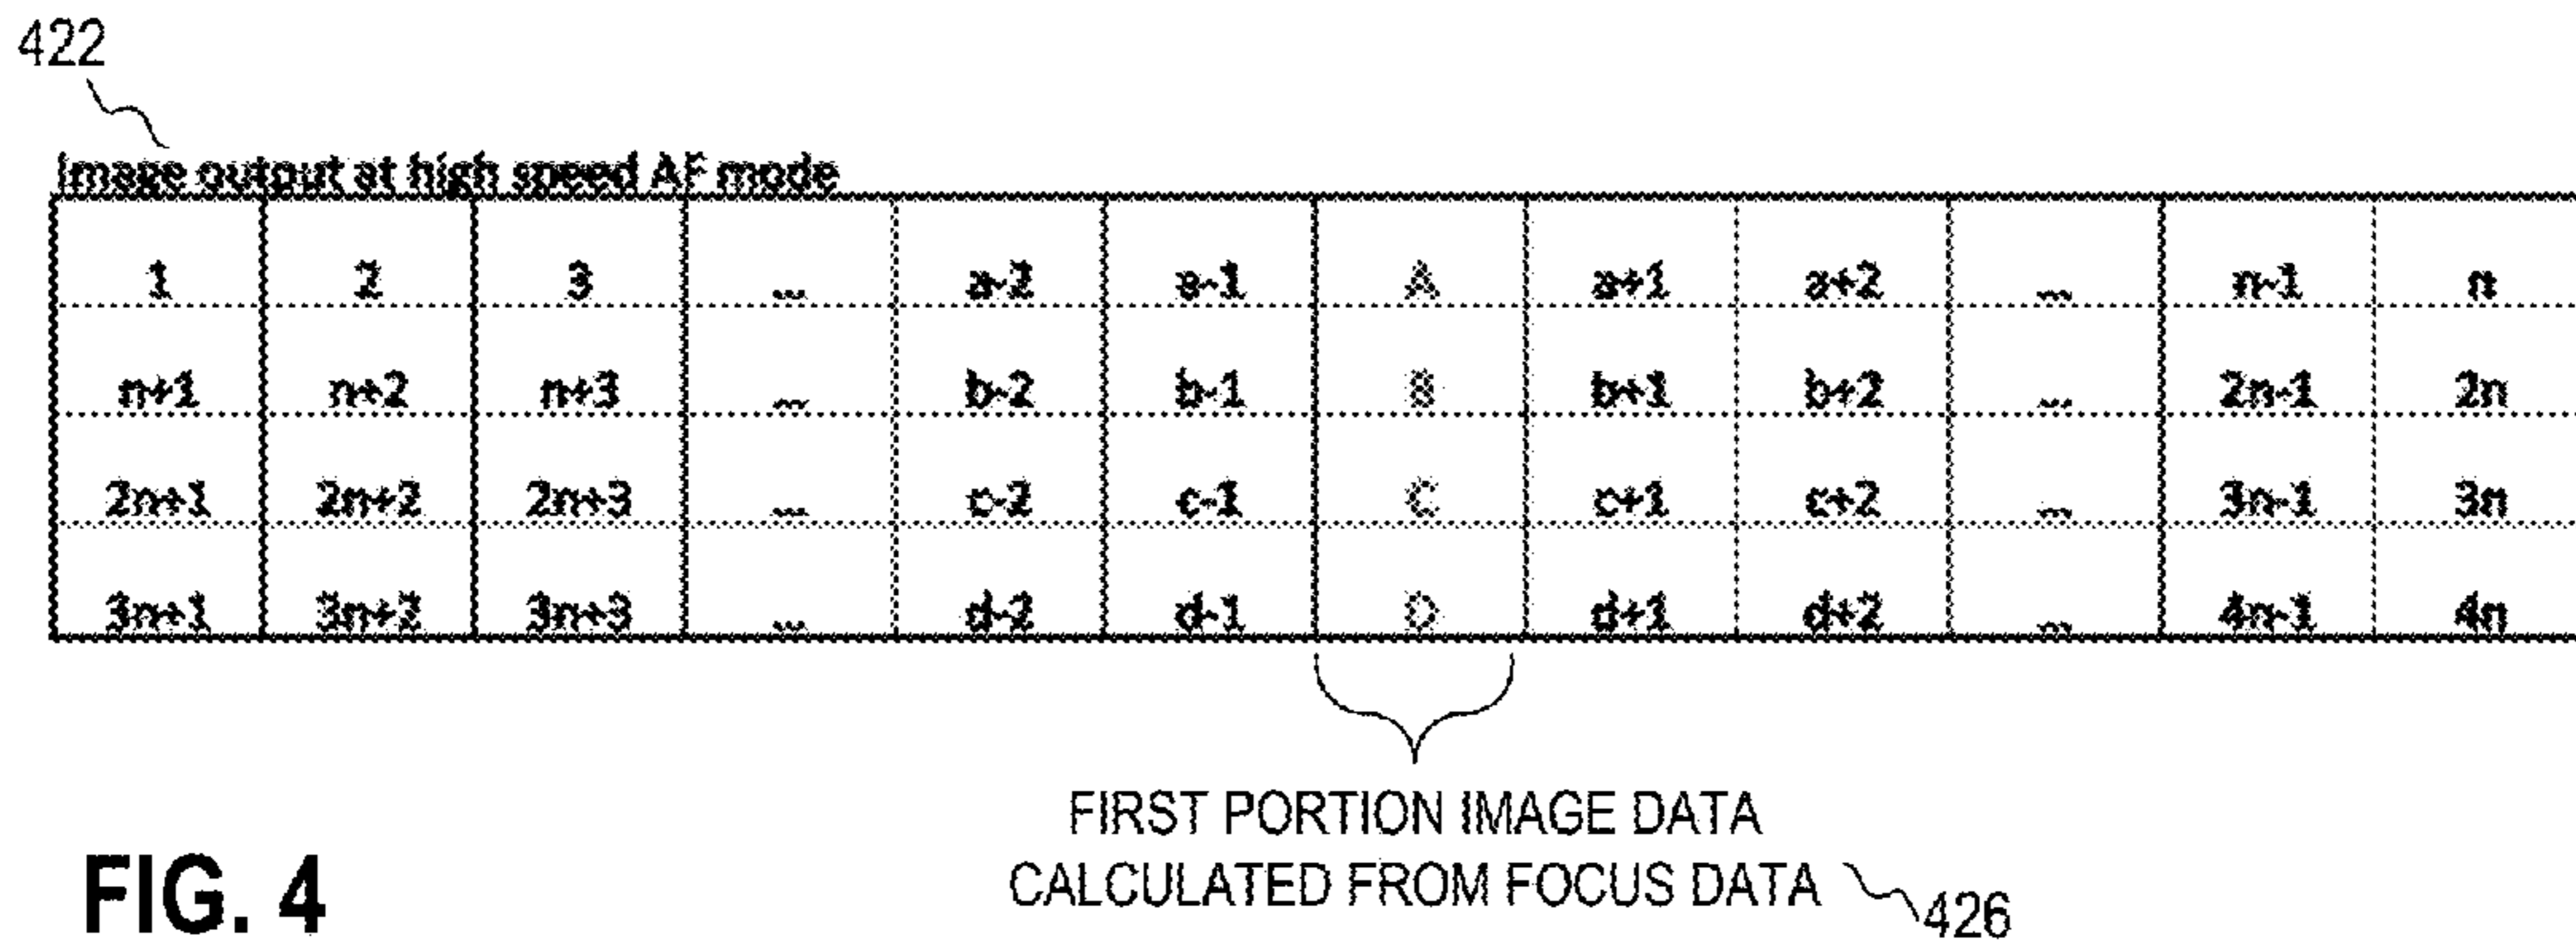 422
Image output at high speed AF mode
1 2 3 ... a-2 a-1 A a+1 a+2 ... n-1 n
n+1 n+2 n+3 ... b-2 b-1 B b+1 b+2 ... 2n-1 2n
2n+1 2n+2 2n+3 ... c-2 c-1 C c+1 c+2 ... 3n-1 3n
3n+1 3n+2 3n+3 ... d-2 d-1 D d+1 d+2 ... 4n-1 4n
FIRST PORTION IMAGE DATA
CALCULATED FROM FOCUS DATA
426
FIG. 4